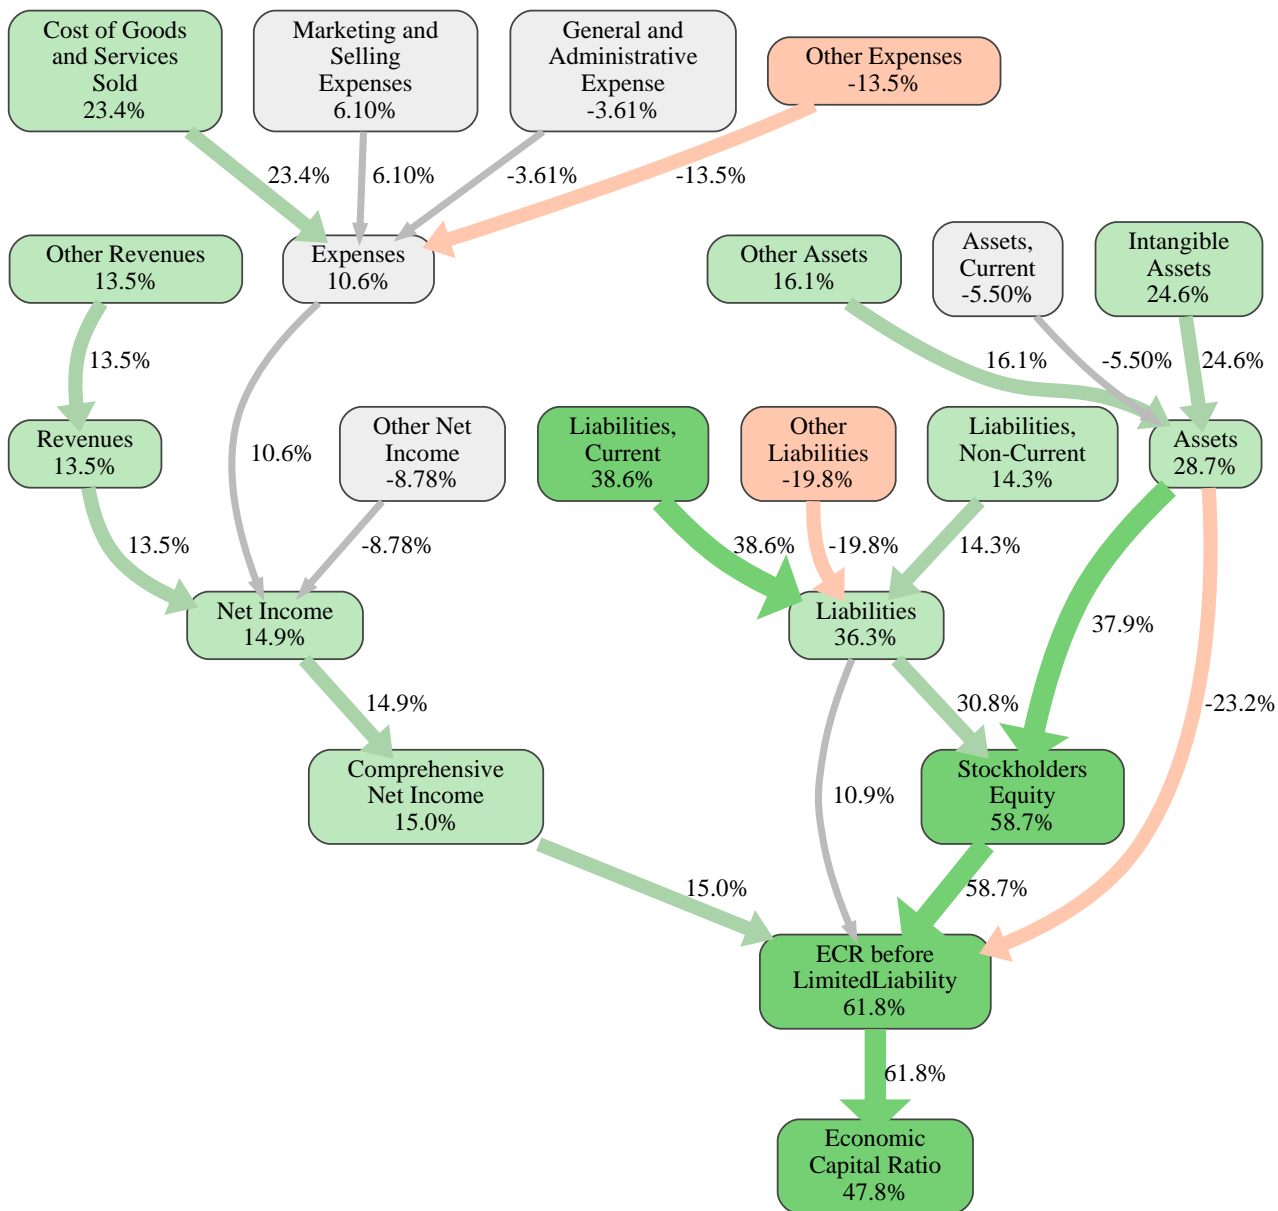 Cost of Goods
and Services
Sold
23.4%
Marketing and
Selling
Expenses
6.10%
General and
Administrative
Expense
-3.61%
Other Expenses
-13.5%
23.4%
6.10%
-3.61%
-13.5%
Other Revenues
13.5%
Expenses
10.6%
Other Assets
16.1%
Assets,
Current
-5.50%
Intangible
Assets
24.6%
13.5%
16.1%
-5.50%
24.6%
Revenues
13.5%
10.6%
Other Net
Income
-8.78%
Liabilities,
Current
38.6%
Other
Liabilities
-19.8%
Liabilities,
Non-Current
14.3%
Assets
28.7%
13.5%
-8.78%
38.6%
-19.8%
14.3%
Net Income
14.9%
Liabilities
36.3%
37.9%
14.9%
30.8%
-23.2%
Comprehensive
Net Income
15.0%
10.9%
Stockholders
Equity
58.7%
15.0%
58.7%
ECR before
LimitedLiability
61.8%
61.8%
Economic
Capital Ratio
47.8%